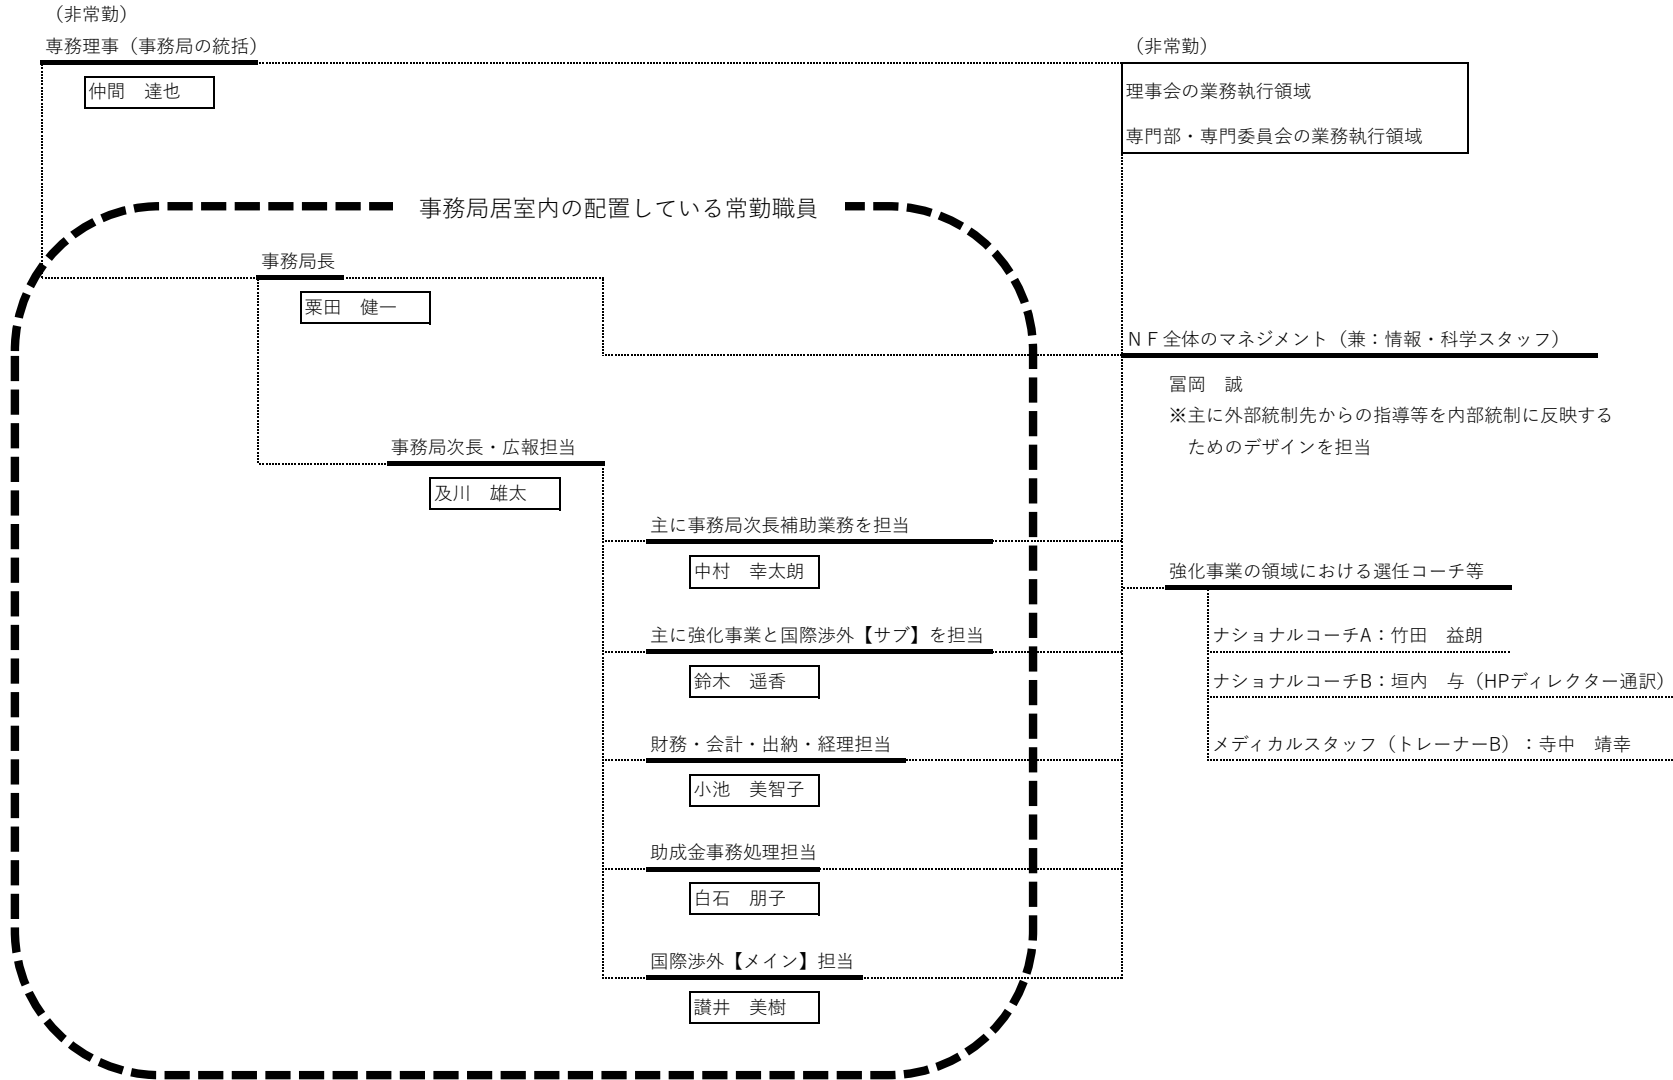 （非常勤）
専務理事（事務局の統括）
仲間　達也
（非常勤）
理事会の業務執行領域
専門部・専門委員会の業務執行領域
事務局居室内の配置している常勤職員
事務局長
粟田　健一
ＮＦ全体のマネジメント（兼：情報・科学スタッフ）
冨岡　誠
※主に外部統制先からの指導等を内部統制に反映する
ためのデザインを担当
事務局次長・広報担当
及川　雄太
主に事務局次長補助業務を担当
中村　幸太朗
主に強化事業と国際渉外【サブ】を担当
鈴木　遥香
財務・会計・出納・経理担当
小池　美智子
助成金事務処理担当
白石　朋子
国際渉外【メイン】担当
讃井　美樹
強化事業の領域における選任コーチ等
ナショナルコーチA：竹田　益朗
ナショナルコーチB：垣内　与（HPディレクター通訳）
メディカルスタッフ（トレーナーB）：寺中　靖幸